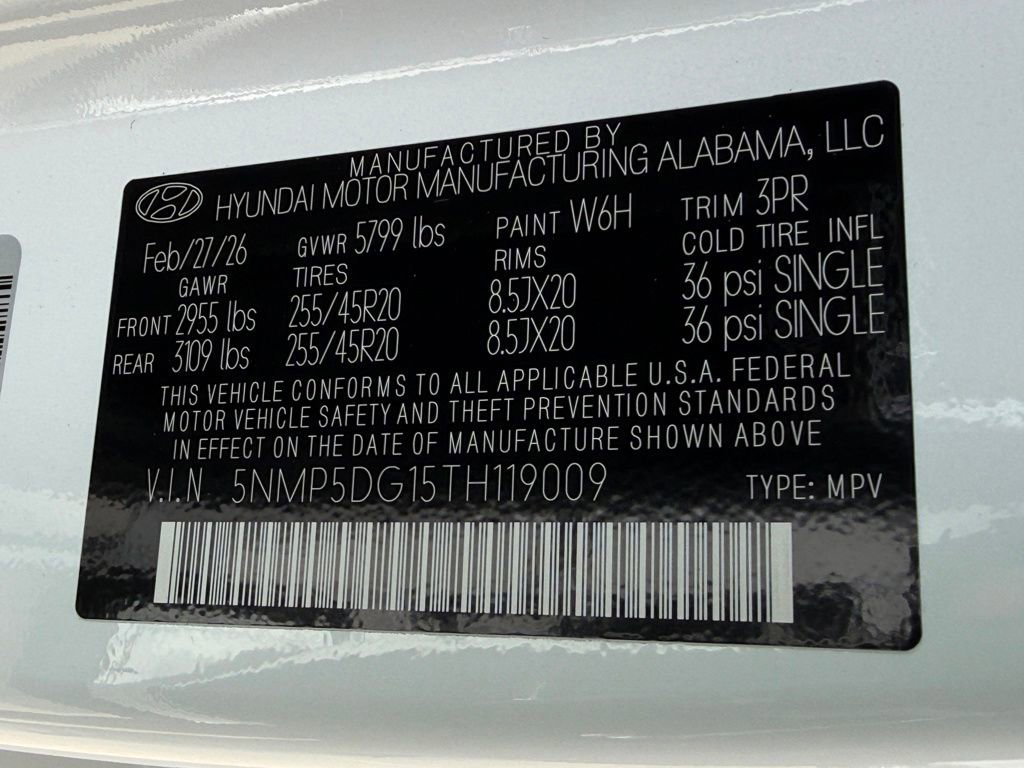 MANUFACTURED BY
HYUNDAI MOTOR MANUFACTURING ALABAMA, LLC
Feb/27/26 GVWR 5799 lbs PAINT W6H TRIM 3PR
GAWR TIRES RIMS COLD TIRE INFL
FRONT 2955 lbs 255/45R20 8.5JX20 36 psi SINGLE
REAR 3109 lbs 255/45R20 8.5JX20 36 psi SINGLE
THIS VEHICLE CONFORMS TO ALL APPLICABLE U.S.A. FEDERAL
MOTOR VEHICLE SAFETY AND THEFT PREVENTION STANDARDS
IN EFFECT ON THE DATE OF MANUFACTURE SHOWN ABOVE
V.I.N 5NMP5DG15TH119009 TYPE: MPV